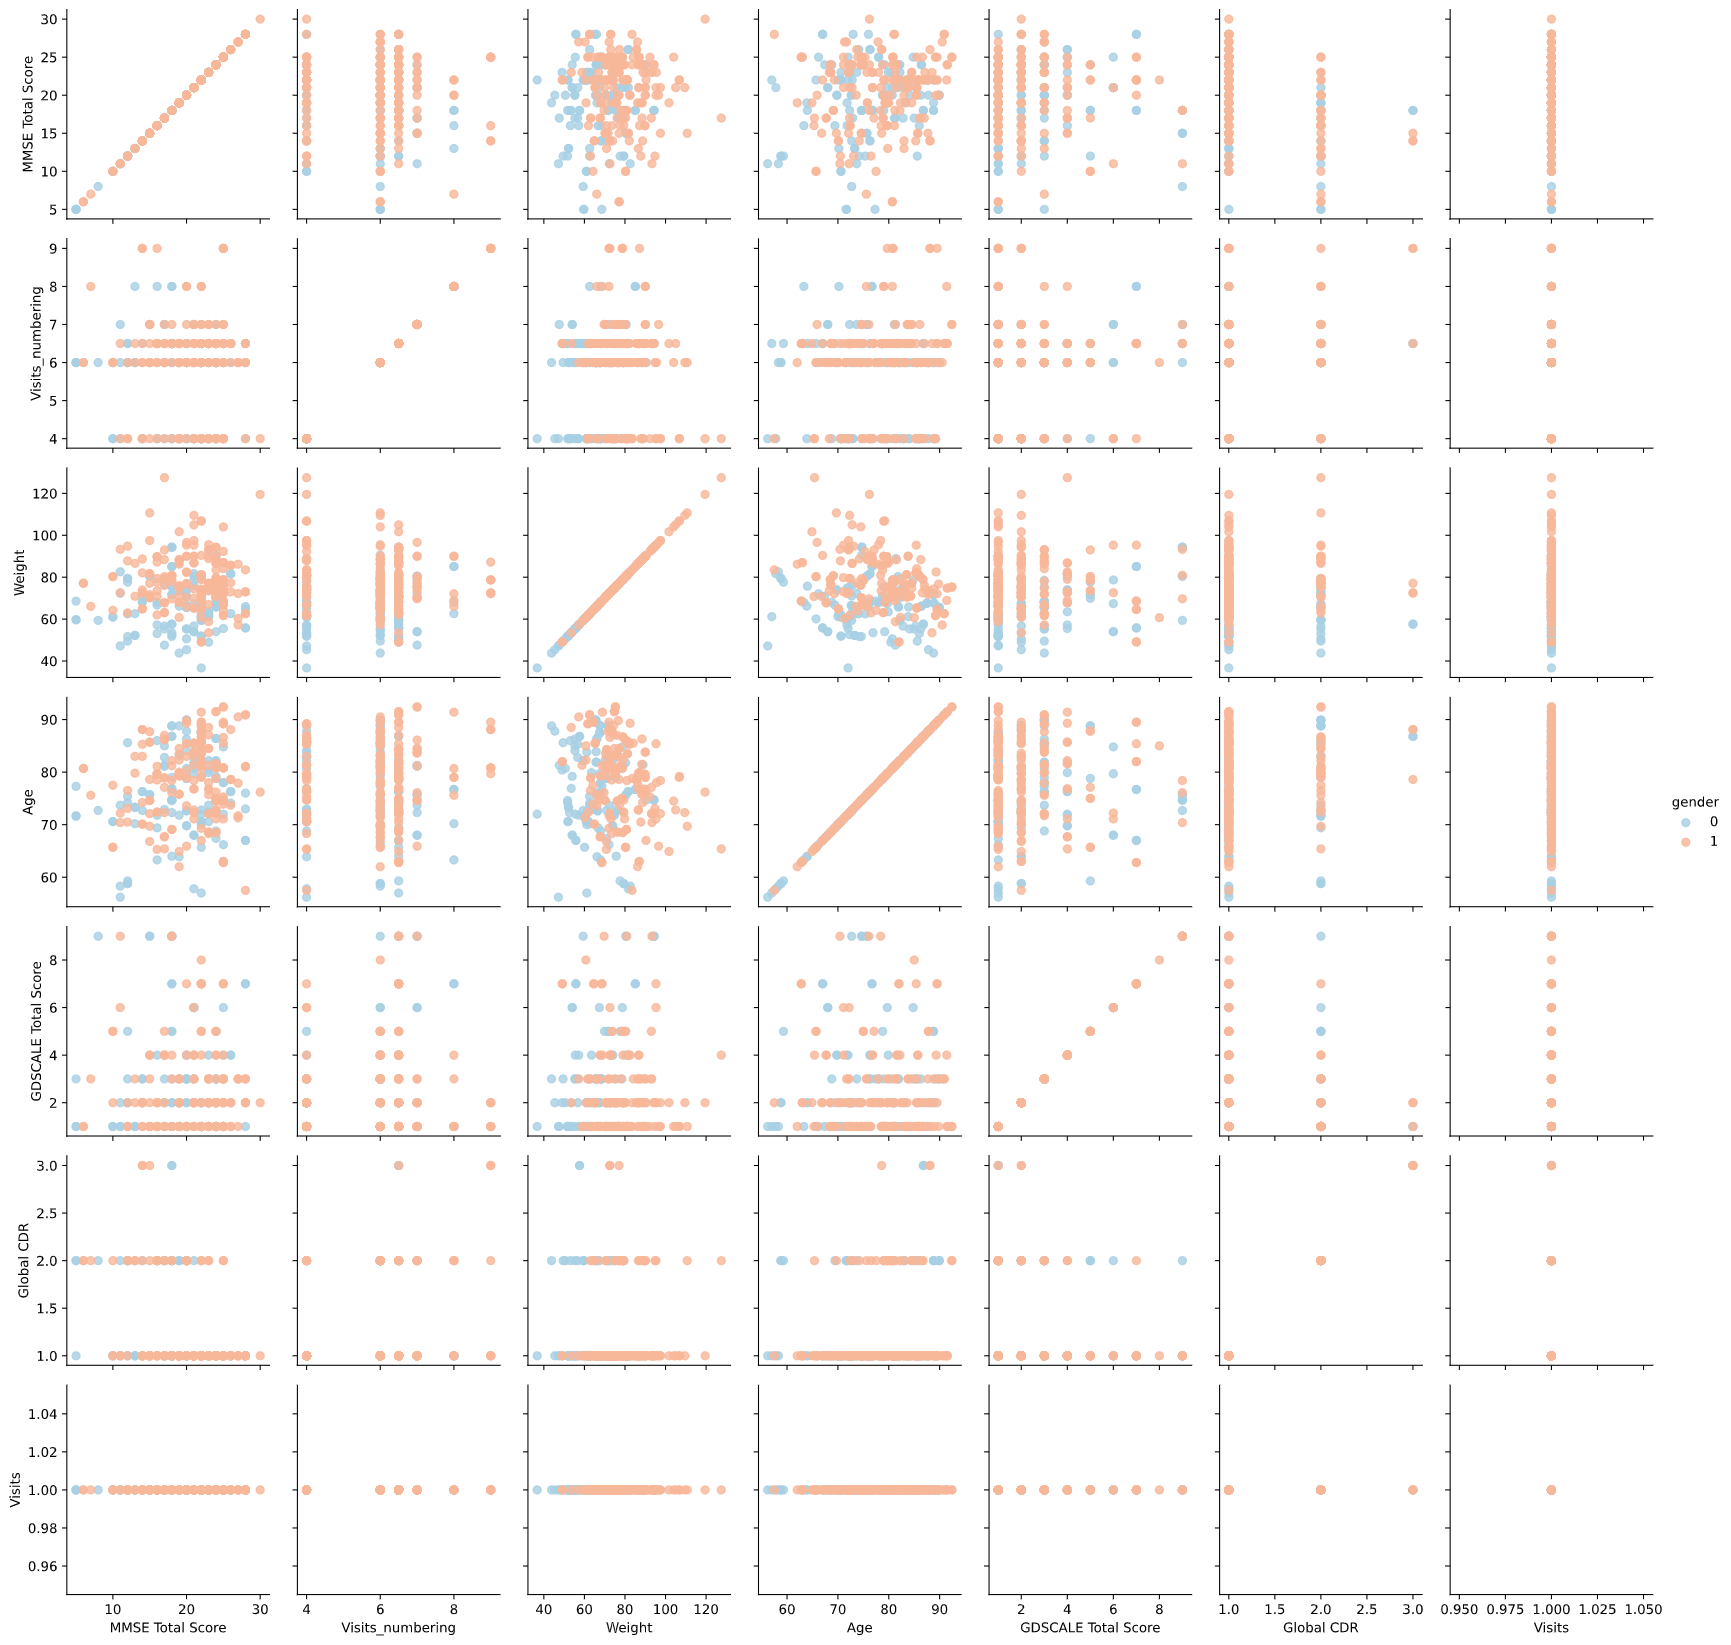 30
25
20
15
10
5
MMSE Total Score
9
8
7
6
5
4
Visits_numbering
120
100
80
60
40
Weight
90
80
70
60
Age
gender
0
1
8
6
4
2
GDSCALE Total Score
3.0
2.5
2.0
1.5
1.0
Global CDR
1.04
1.02
1.00
0.98
0.96
Visits
10 20 30
4 6 8
40 60 80 100 120
60 70 80 90
2 4 6 8
1.0 1.5 2.0 2.5 3.0
0.950 0.975 1.000 1.025 1.050
MMSE Total Score
Visits_numbering
Weight
Age
GDSCALE Total Score
Global CDR
Visits